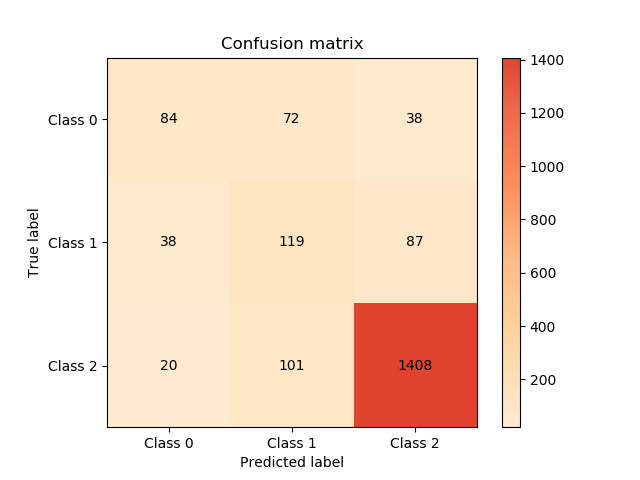 Confusion matrix
True label
Class 0
84 72 38
Class 1
38 119 87
Class 2
20 101 1408
Class 0 Class 1 Class 2
Predicted label
1400
1200
1000
800
600
400
200